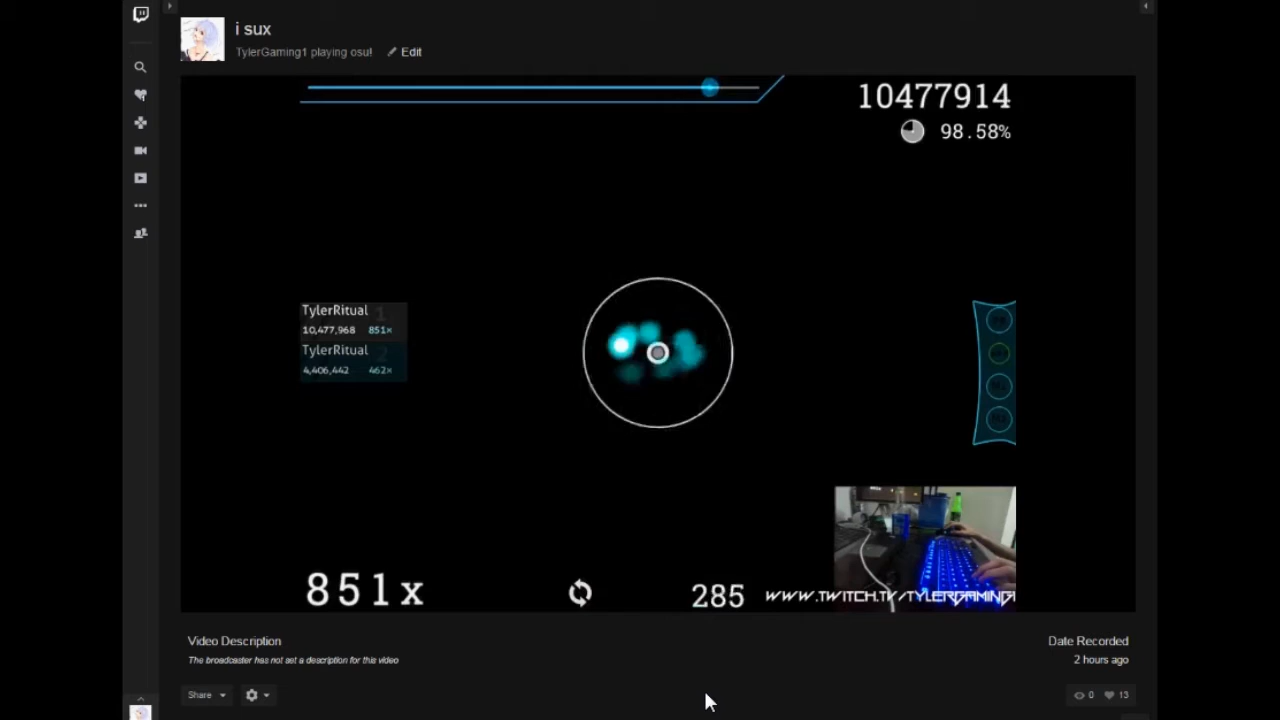 i sux
TylerGaming1 playing osu!
Edit
10477914
98.58%
TylerRitual 1
10,477,968 851x
TylerRitual 2
4,406,442 462x
851x
285
WWW.TWITCH.TV/TYLERGAMING
Video Description
Date Recorded
The broadcaster has not set a description for this video
2 hours ago
Share
0
13